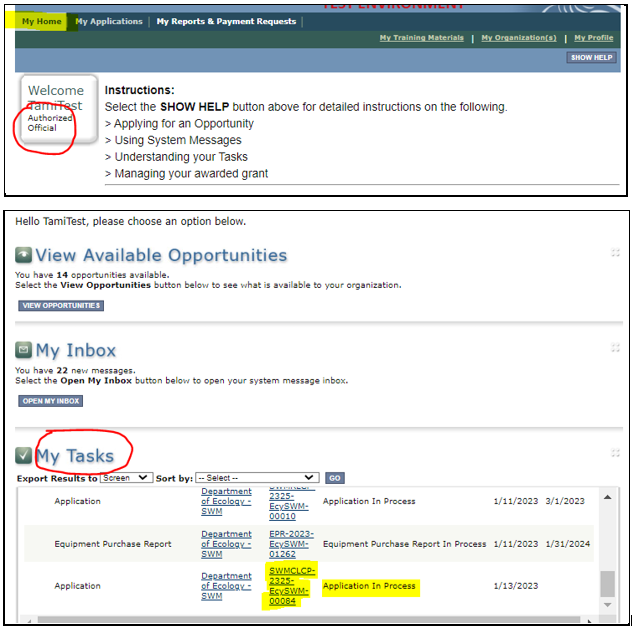 TEST ENVIRONMENT
My Home | My Applications | My Reports & Payment Requests |
My Training Materials | My Organization(s) | My Profile
SHOW HELP
Welcome
TamiTest
Authorized
Official
Instructions:
Select the SHOW HELP button above for detailed instructions on the following.
> Applying for an Opportunity
> Using System Messages
> Understanding your Tasks
> Managing your awarded grant
Hello TamiTest, please choose an option below.
View Available Opportunities
You have 14 opportunities available.
Select the View Opportunities button below to see what is available to your organization.
VIEW OPPORTUNITIES
My Inbox
You have 22 new messages.
Select the Open My Inbox button below to open your system message inbox.
OPEN MY INBOX
My Tasks
Export Results to Screen Sort by: -- Select -- GO
Application
Department
of Ecology -
SWM
2325-
EcySWM-
00010
Application In Process
1/11/2023 3/1/2023
Equipment Purchase Report
Department
of Ecology -
SWM
EPR-2023-
EcySWM-
01262
Equipment Purchase Report In Process
1/11/2023 1/31/2024
Application
Department
of Ecology -
SWM
SWMCLCP-
2325-
EcySWM-
00084
Application In Process
1/13/2023